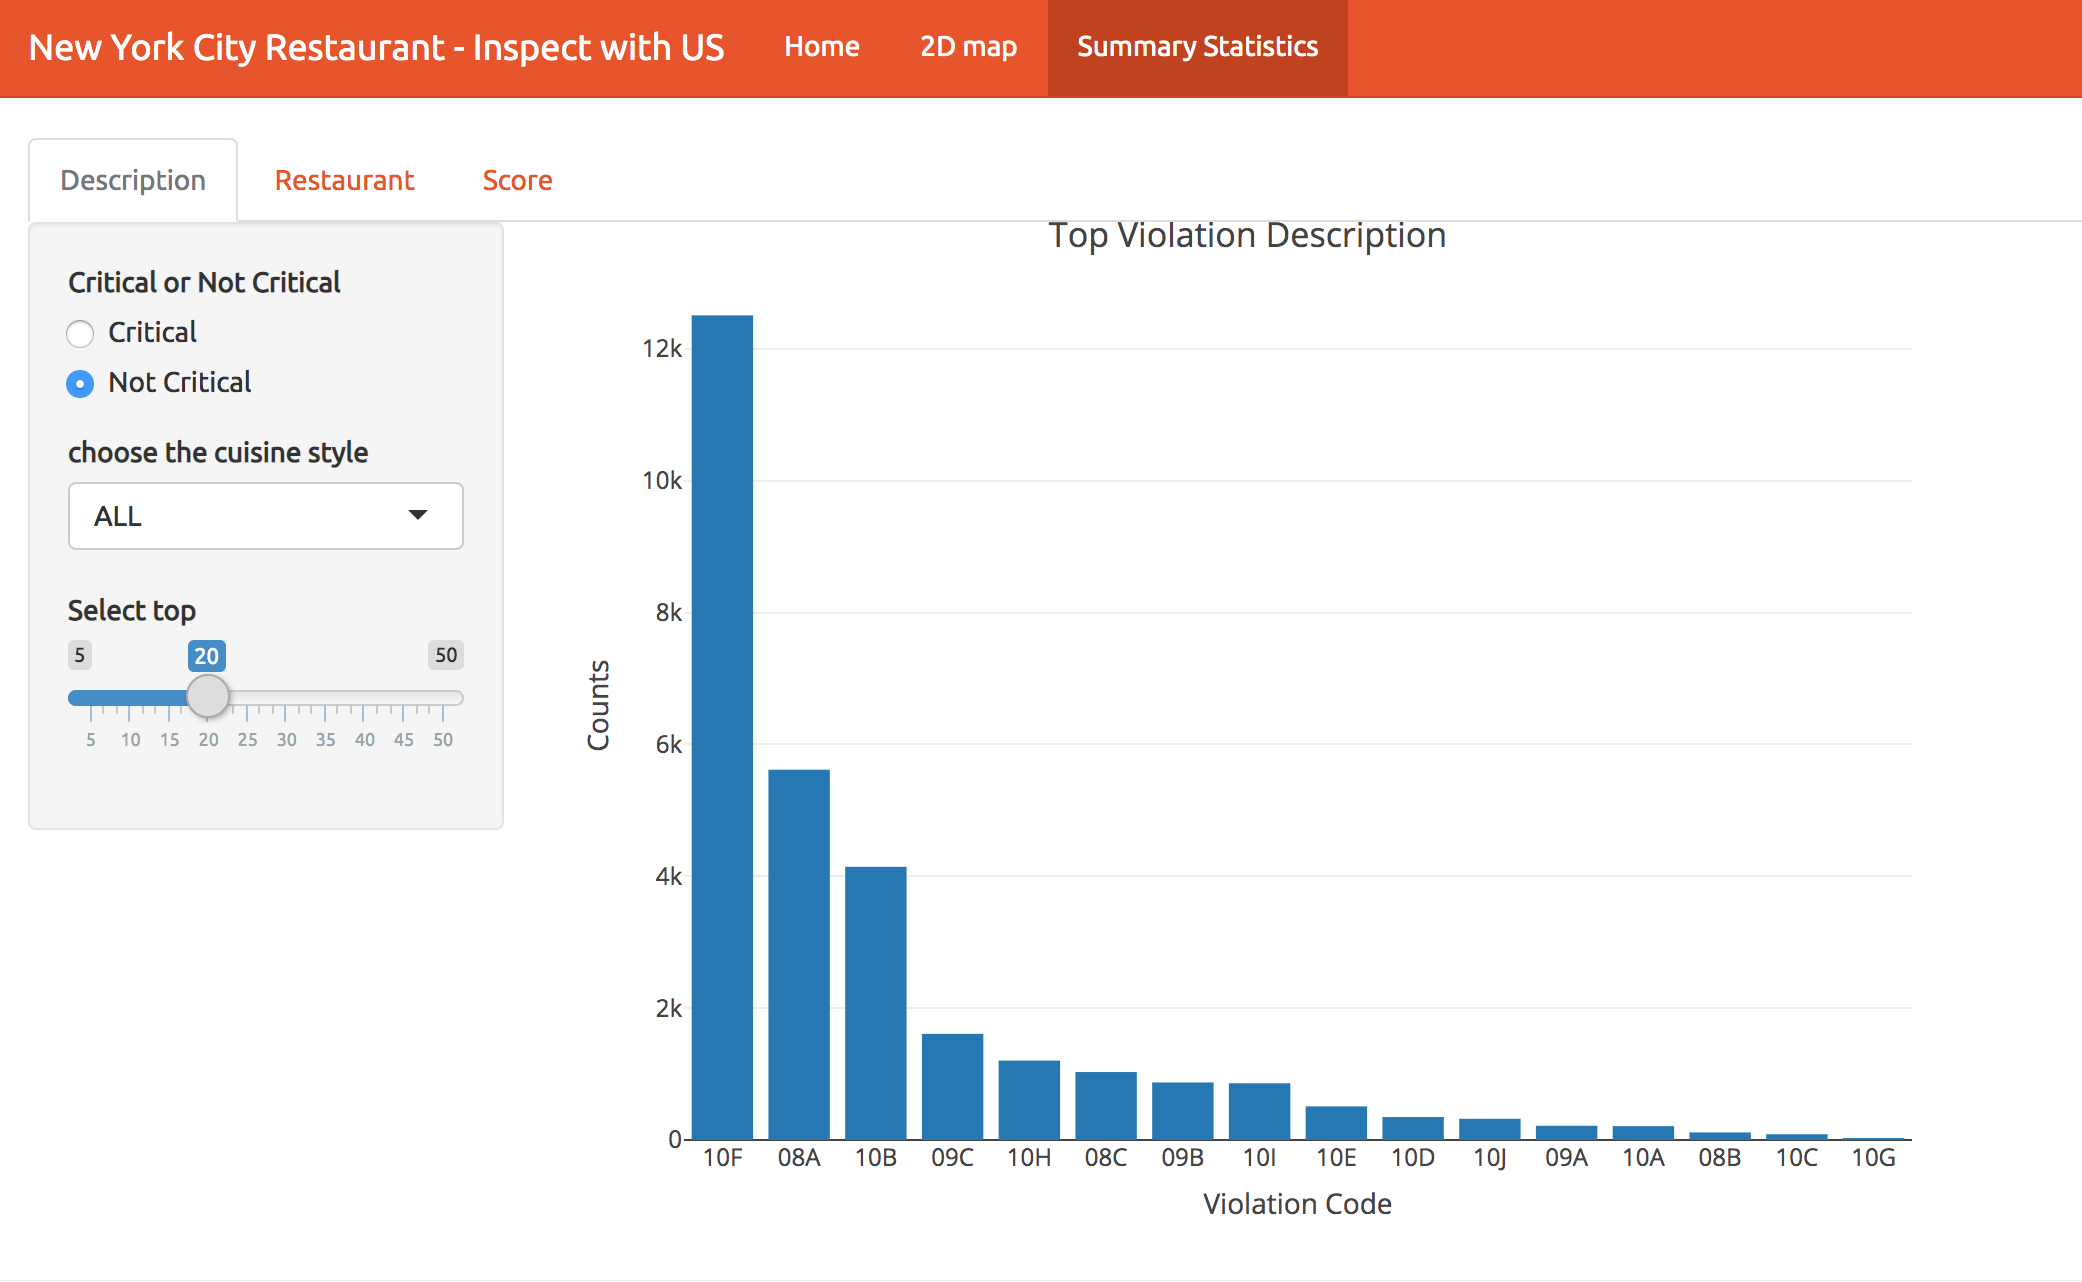 New York City Restaurant - Inspect with US Home 2D map Summary Statistics
Description Restaurant Score
Critical or Not Critical
Critical
Not Critical
choose the cuisine style
ALL
Select top
5 20 50
5 10 15 20 25 30 35 40 45 50
Top Violation Description
Counts
12k
10k
8k
6k
4k
2k
0
10F 08A 10B 09C 10H 08C 09B 10I 10E 10D 10J 09A 10A 08B 10C 10G
Violation Code